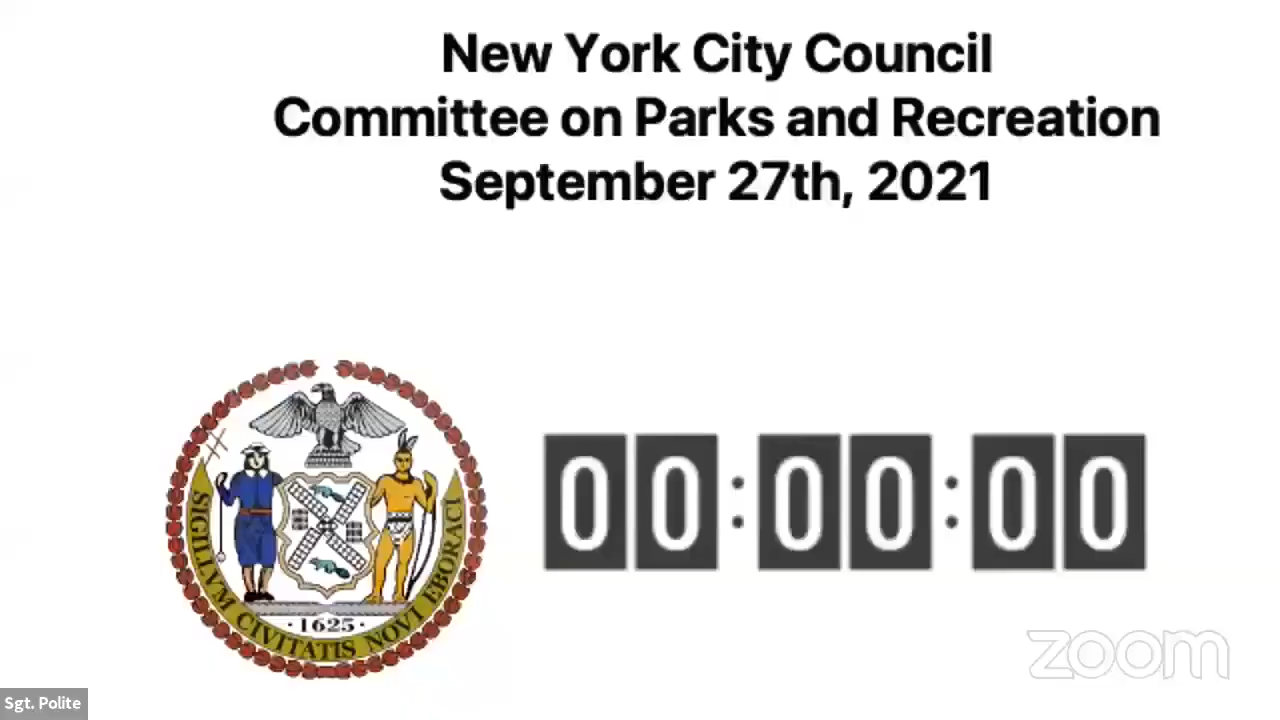 New York City Council
Committee on Parks and Recreation
September 27th, 2021
SIGILLVM CIVITATIS NOVI EBORACI
·1625·
00:00:00
zoom
Sgt. Polite